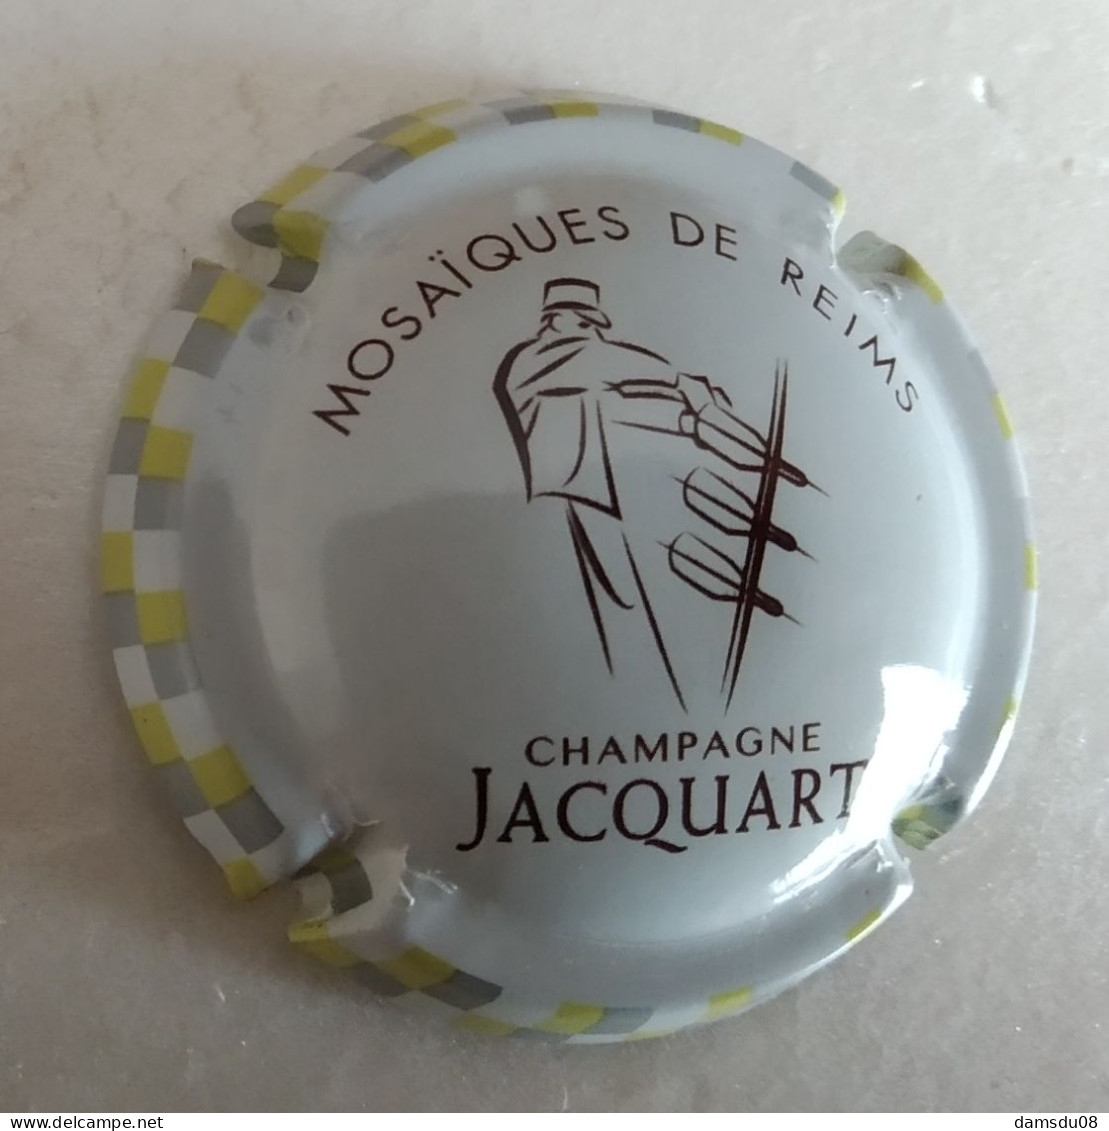 MOSAÏQUES DE REIMS
CHAMPAGNE
JACQUART
www.delcampe.net
damsdu08